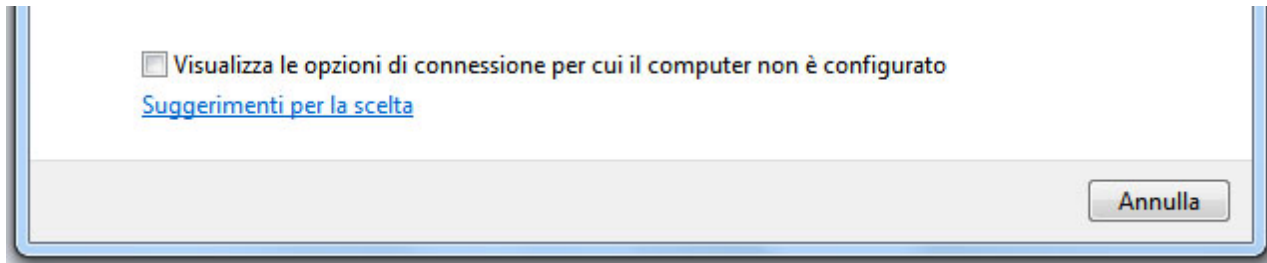 Visualizza le opzioni di connessione per cui il computer non è configurato
Suggerimenti per la scelta
Annulla